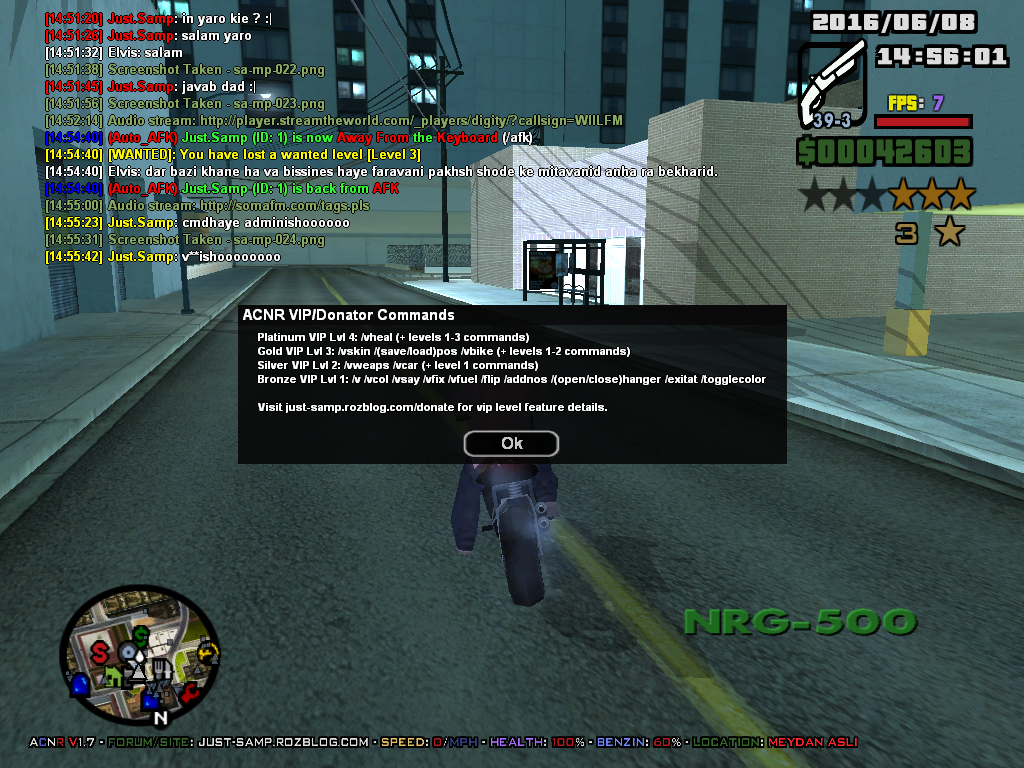 [14:51:20] Just.Samp: in yaro kie ? :|
[14:51:26] Just.Samp: salam yaro
[14:51:32] Elvis: salam
[14:51:38] Screenshot Taken - sa-mp-022.png
[14:51:45] Just.Samp: javab dad :|
[14:51:56] Screenshot Taken - sa-mp-023.png
[14:52:14] Audio stream: http://player.streamtheworld.com/_players/digity/?callsign=WIILFM
[14:54:40] (Auto_AFK) Just.Samp (ID: 1) is now Away From the Keyboard (/afk)
[14:54:40] [WANTED]: You have lost a wanted level [Level 3]
[14:54:40] Elvis: dar bazi khane ha va bissines haye faravani pakhsh shode ke mitavanid anha ra bekharid.
[14:54:40] (Auto_AFK) Just.Samp (ID: 1) is back from AFK
[14:55:00] Audio stream: http://somafm.com/tags.pls
[14:55:23] Just.Samp: cmdhaye adminishoooooo
[14:55:31] Screenshot Taken - sa-mp-024.png
[14:55:42] Just.Samp: v**ishoooooooo
2016/06/08
14:56:01
FPS: 7
39-3
$00042603
3
ACNR VIP/Donator Commands
Platinum VIP Lvl 4: /vheal (+ levels 1-3 commands)
Gold VIP Lvl 3: /vskin /(save/load)pos /vbike (+ levels 1-2 commands)
Silver VIP Lvl 2: /vweaps /vcar (+ level 1 commands)
Bronze VIP Lvl 1: /v /vcol /vsay /vfix /vfuel /flip /addnos /(open/close)hanger /exitat /togglecolor
Visit just-samp.rozblog.com/donate for vip level feature details.
Ok
NRG-500
S
$
N
ACNR V1.7 - FORUM/SITE: JUST-SAMP.ROZBLOG.COM - SPEED: 0/MPH - HEALTH: 100% - BENZIN: 60% - LOCATION: MEYDAN ASLI